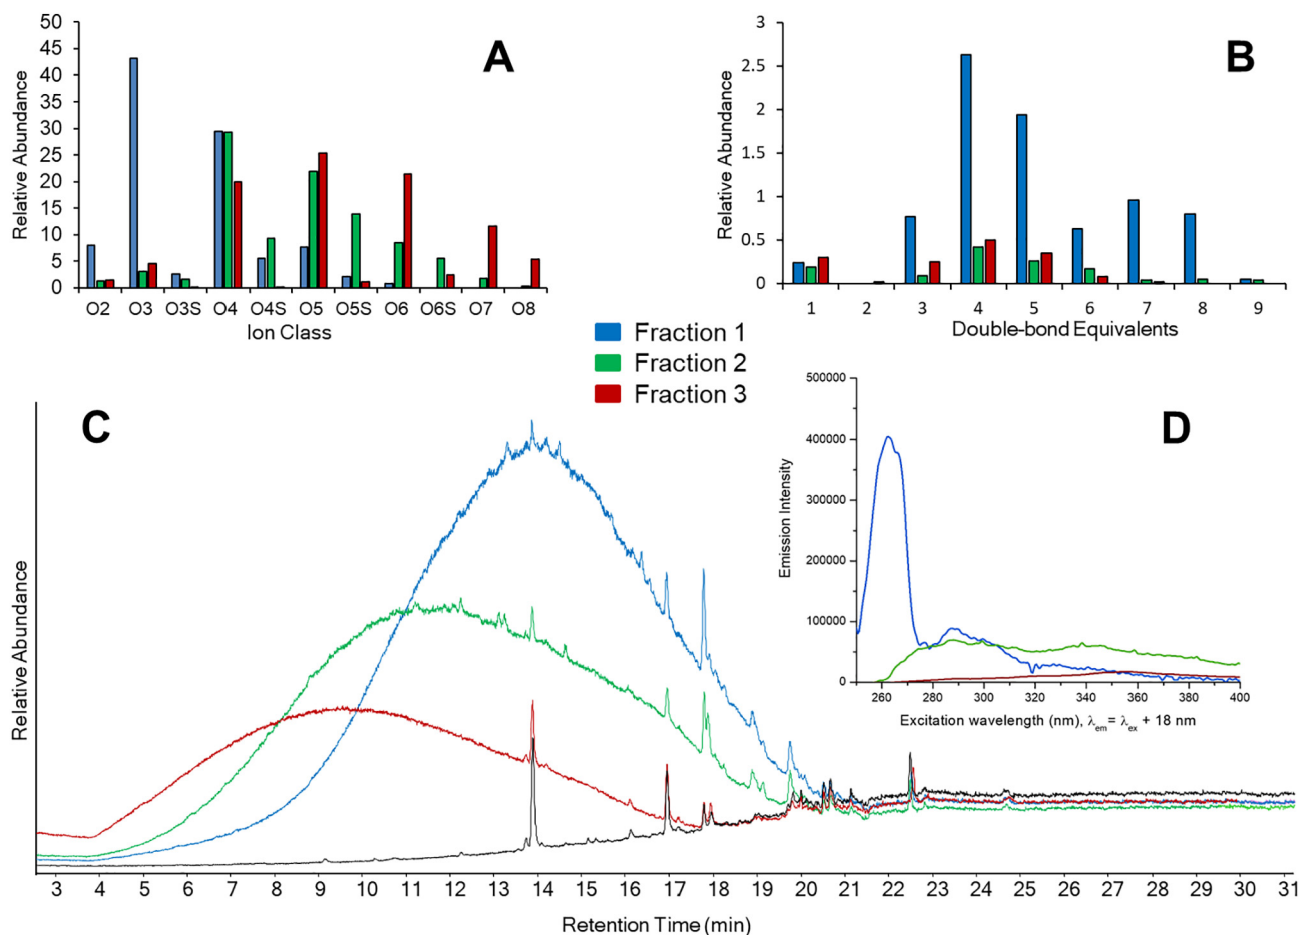 A
Relative Abundance
50
45
40
35
30
25
20
15
10
5
0
O2 O3 O3S O4 O4S O5 O5S O6 O6S O7 O8
Ion Class
B
Relative Abundance
3
2.5
2
1.5
1
0.5
0
1 2 3 4 5 6 7 8 9
Double-bond Equivalents
Fraction 1
Fraction 2
Fraction 3
C
Relative Abundance
3 4 5 6 7 8 9 10 11 12 13 14 15 16 17 18 19 20 21 22 23 24 25 26 27 28 29 30 31
Retention Time (min)
D
Emission Intensity
500000
400000
300000
200000
100000
0
260 280 300 320 340 360 380 400
Excitation wavelength (nm), λem= λex + 18 nm